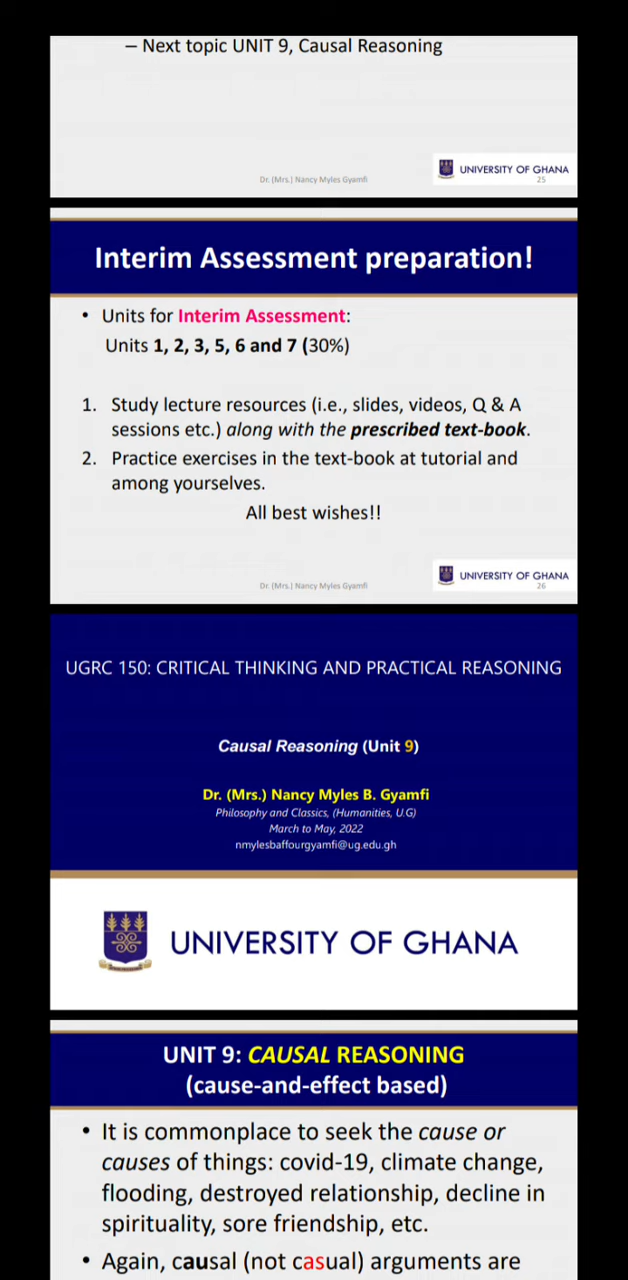 – Next topic UNIT 9, Causal Reasoning
Dr. (Mrs.) Nancy Myles Gyamfi
UNIVERSITY OF GHANA
25
Interim Assessment preparation!
• Units for Interim Assessment:
Units 1, 2, 3, 5, 6 and 7 (30%)
1. Study lecture resources (i.e., slides, videos, Q & A
sessions etc.) along with the prescribed text-book.
2. Practice exercises in the text-book at tutorial and
among yourselves.
All best wishes!!
Dr. (Mrs.) Nancy Myles Gyamfi
UNIVERSITY OF GHANA
26
UGRC 150: CRITICAL THINKING AND PRACTICAL REASONING
Causal Reasoning (Unit 9)
Dr. (Mrs.) Nancy Myles B. Gyamfi
Philosophy and Classics, (Humanities, U.G)
March to May, 2022
nmylesbaffourgyamfi@ug.edu.gh
UNIVERSITY OF GHANA
UNIT 9: CAUSAL REASONING
(cause-and-effect based)
• It is commonplace to seek the cause or
causes of things: covid-19, climate change,
flooding, destroyed relationship, decline in
spirituality, sore friendship, etc.
• Again, causal (not casual) arguments are